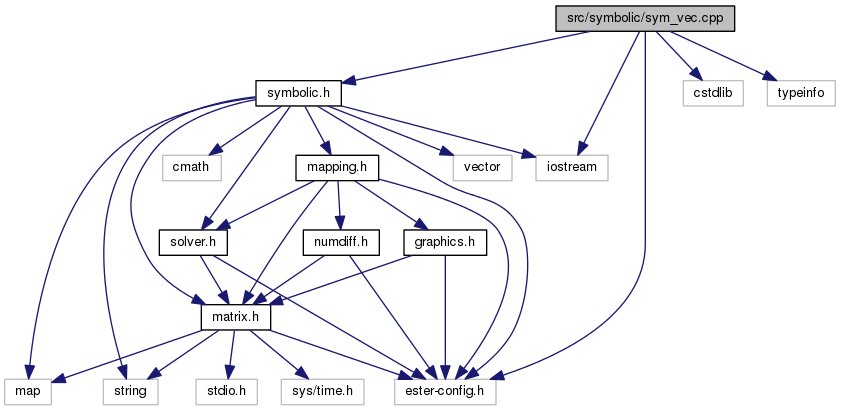 src/symbolic/sym_vec.cpp
symbolic.h
cstdlib
typeinfo
cmath
mapping.h
vector
iostream
solver.h
numdiff.h
graphics.h
matrix.h
map
string
stdio.h
sys/time.h
ester-config.h